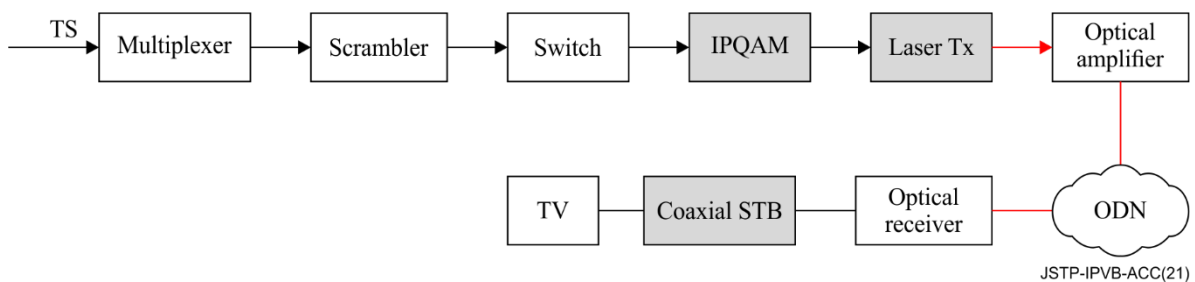 TS
Multiplexer
Scrambler
Switch
IPQAM
Laser Tx
Optical
amplifier
TV
Coaxial STB
Optical
receiver
ODN
JSTP-IPVB-ACC(21)